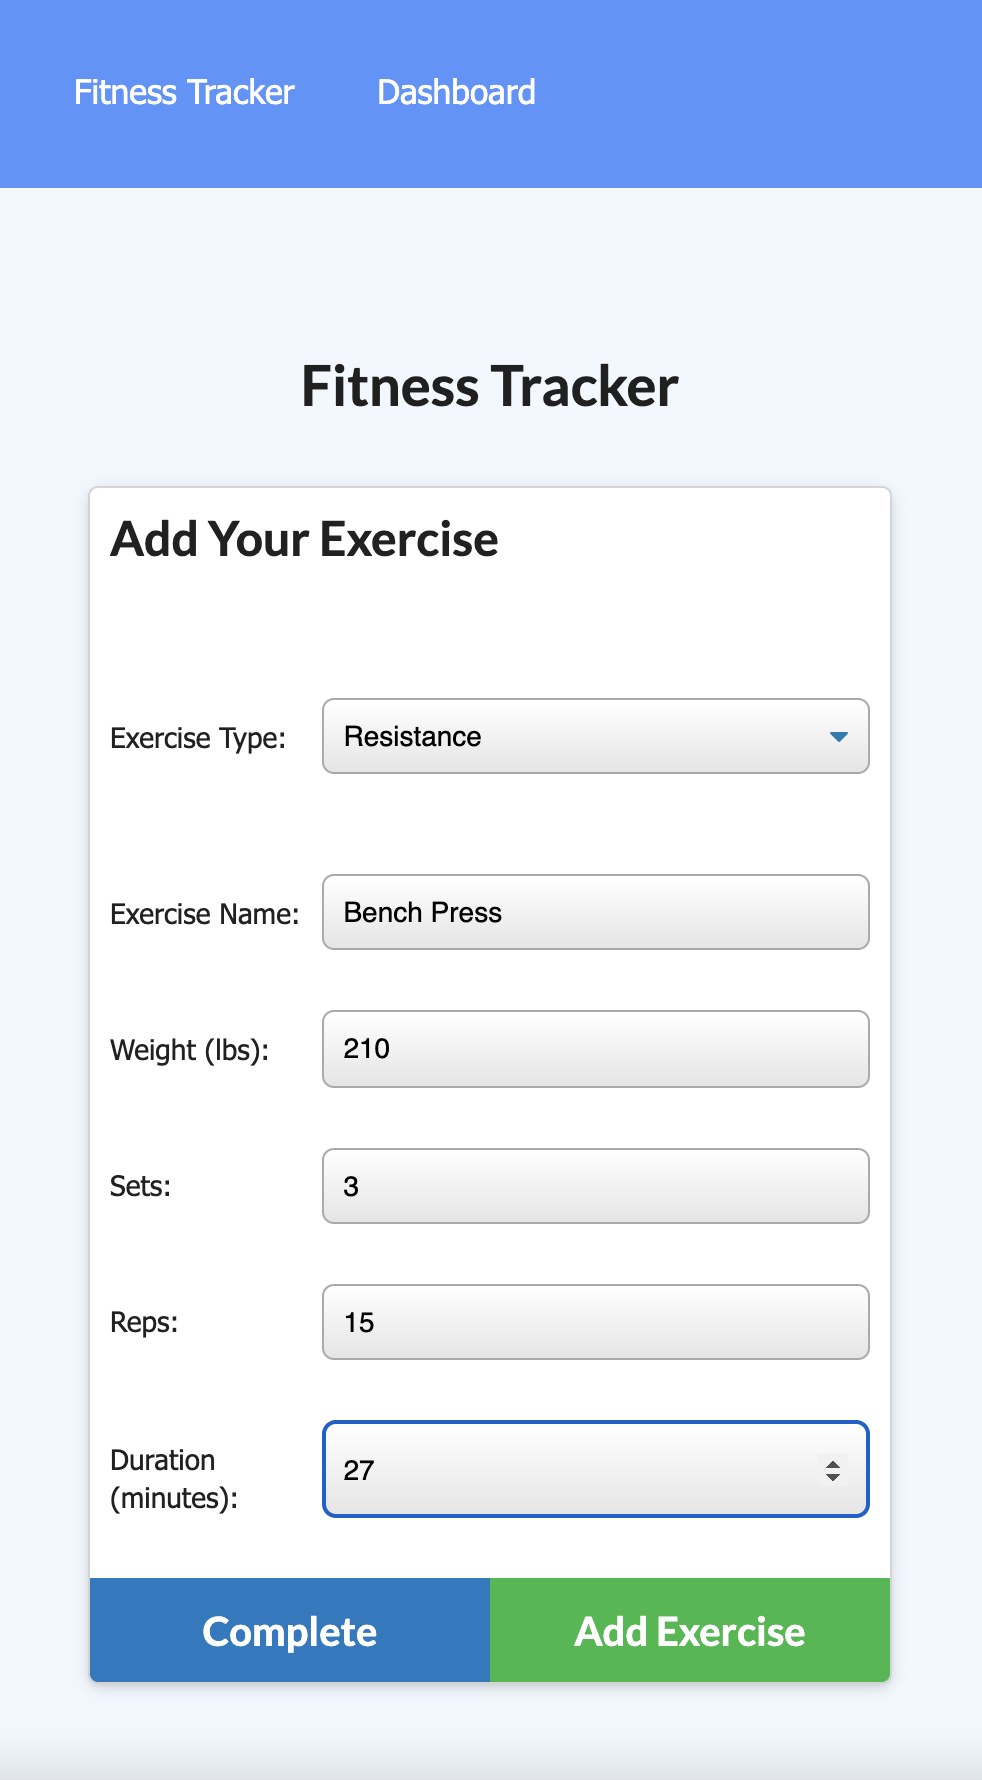 Fitness Tracker Dashboard
Fitness Tracker
Add Your Exercise
Exercise Type: Resistance
Exercise Name: Bench Press
Weight (lbs): 210
Sets: 3
Reps: 15
Duration
(minutes): 27
Complete Add Exercise